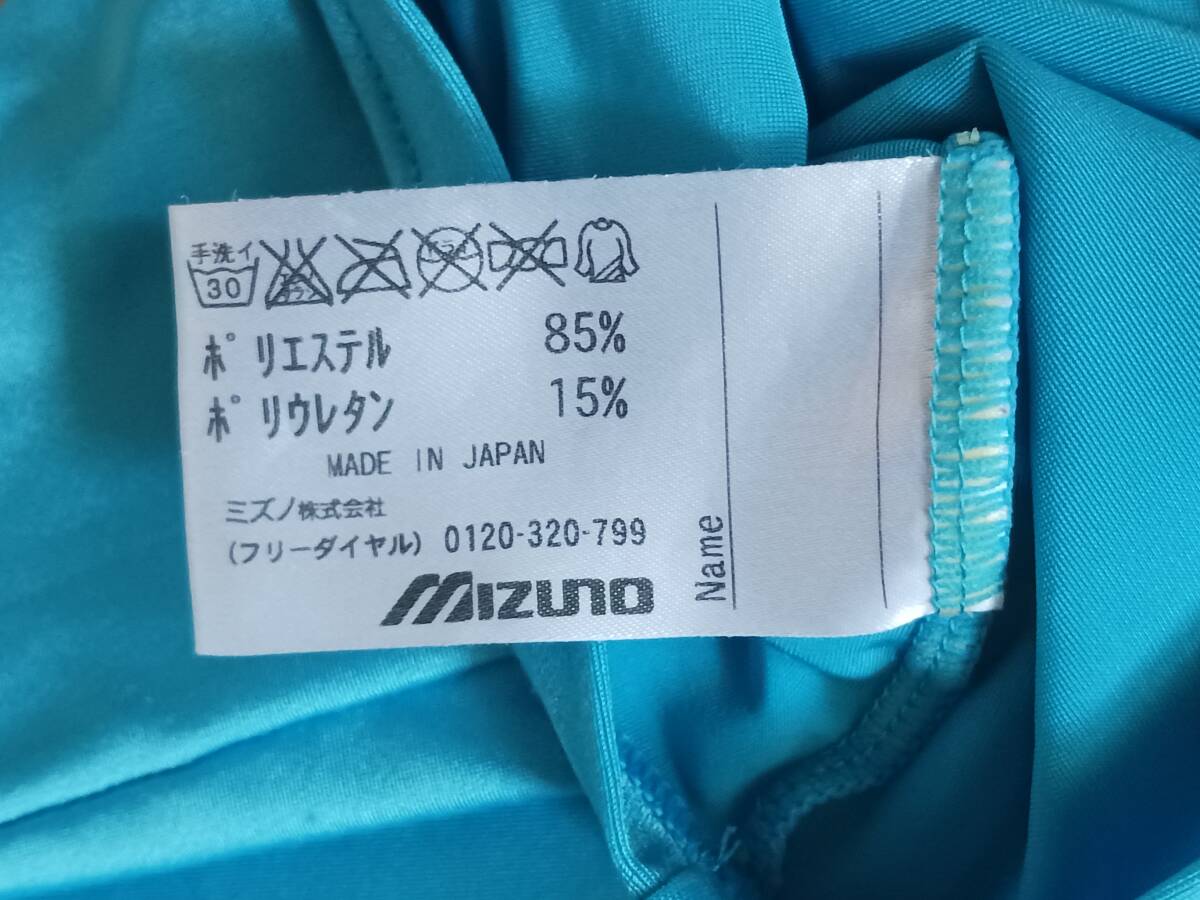 手洗イ
30
ポリエステル 85%
ポリウレタン 15%
MADE IN JAPAN
ミズノ株式会社
(フリーダイヤル) 0120-320-799
MIZUNO
Name